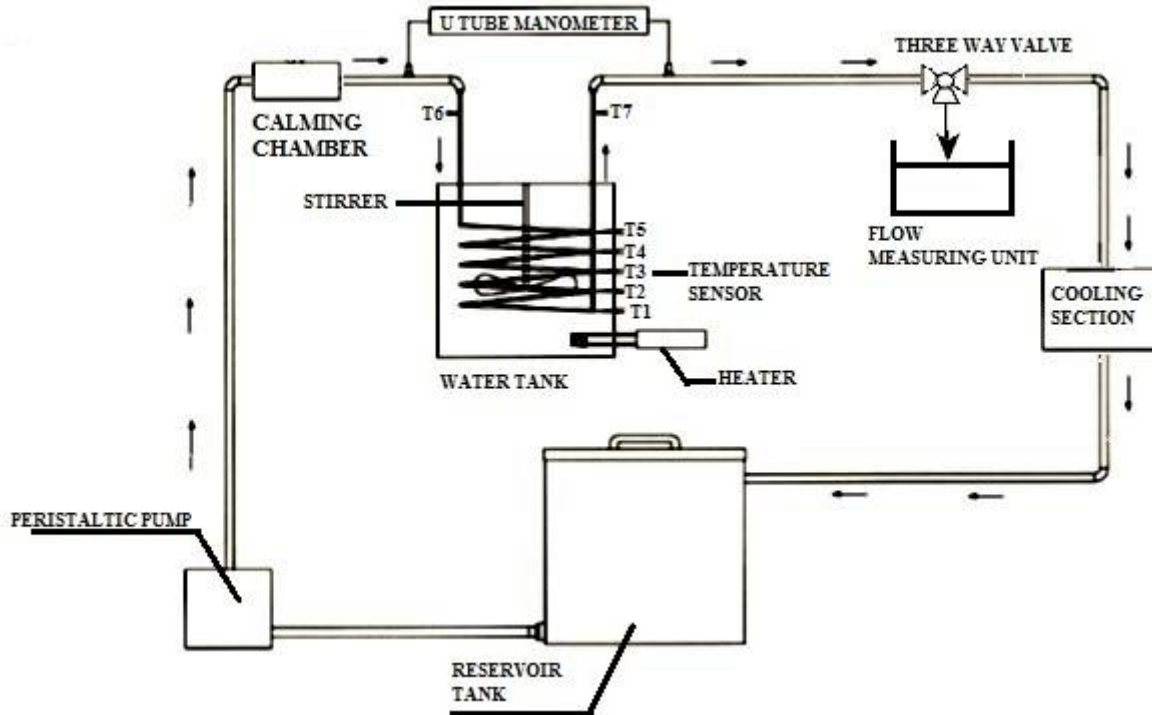 U TUBE MANOMETER
THREE WAY VALVE
CALMING
CHAMBER
T6
T7
STIRRER
T5
T4
T3
T2
T1
TEMPERATURE
SENSOR
FLOW
MEASURING UNIT
COOLING
SECTION
WATER TANK
HEATER
PERISTALTIC PUMP
RESERVOIR
TANK